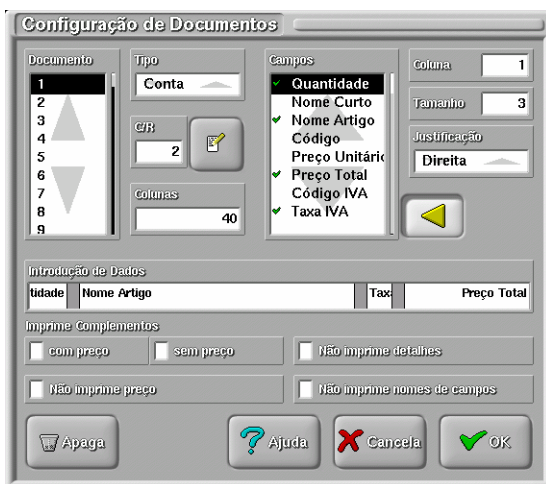 Configuração de Documentos
Documento
1
2
3
4
5
6
7
8
9
Tipo
Conta
C/R
2
Colunas
40
Campos
Quantidade
Nome Curto
Nome Artigo
Código
Preço Unitário
Preço Total
Código IVA
Taxa IVA
Coluna
1
Tamanho
3
Justificação
Direita
Introdução de Dados
tidade Nome Artigo Tax Preço Total
Imprime Complementos
com preço sem preço Não imprime detalhes
Não imprime preço Não imprime nomes de campos
Apaga Ajuda Cancela OK